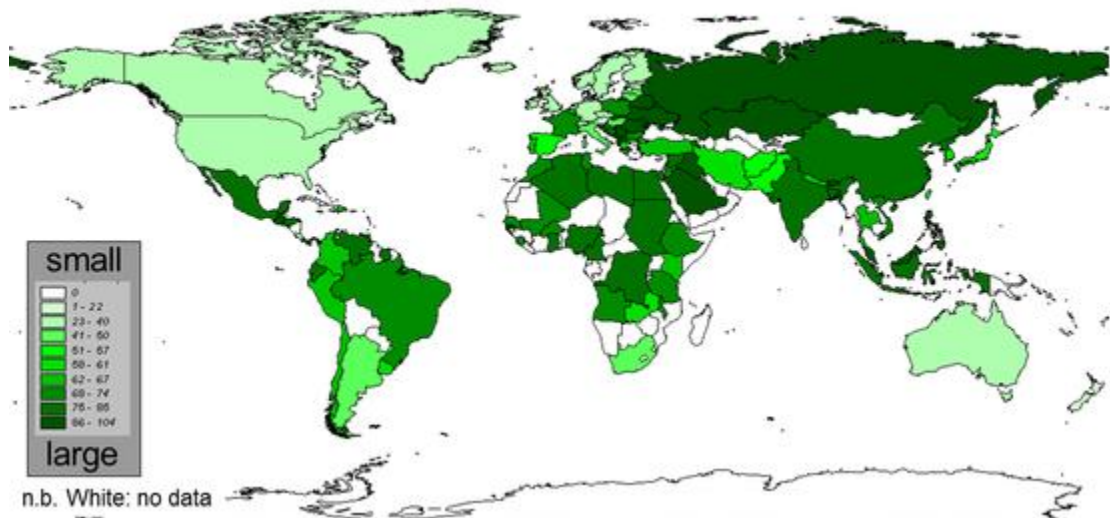 small
0
1 - 22
23 - 40
41 - 50
51 - 57
58 - 61
62 - 67
68 - 74
75 - 85
86 - 104
large
n.b. White: no data